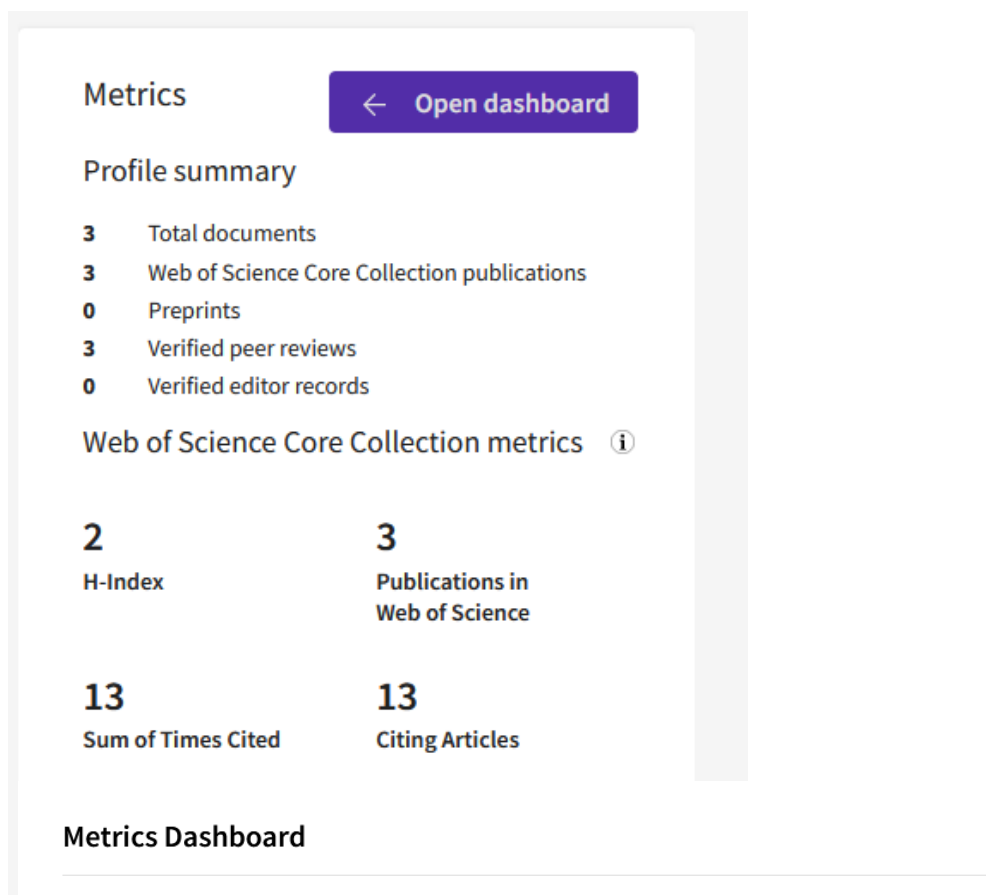 Metrics
← Open dashboard
Profile summary
3 Total documents
3 Web of Science Core Collection publications
0 Preprints
3 Verified peer reviews
0 Verified editor records
Web of Science Core Collection metrics i
2
H-Index
3
Publications in
Web of Science
13
Sum of Times Cited
13
Citing Articles
Metrics Dashboard